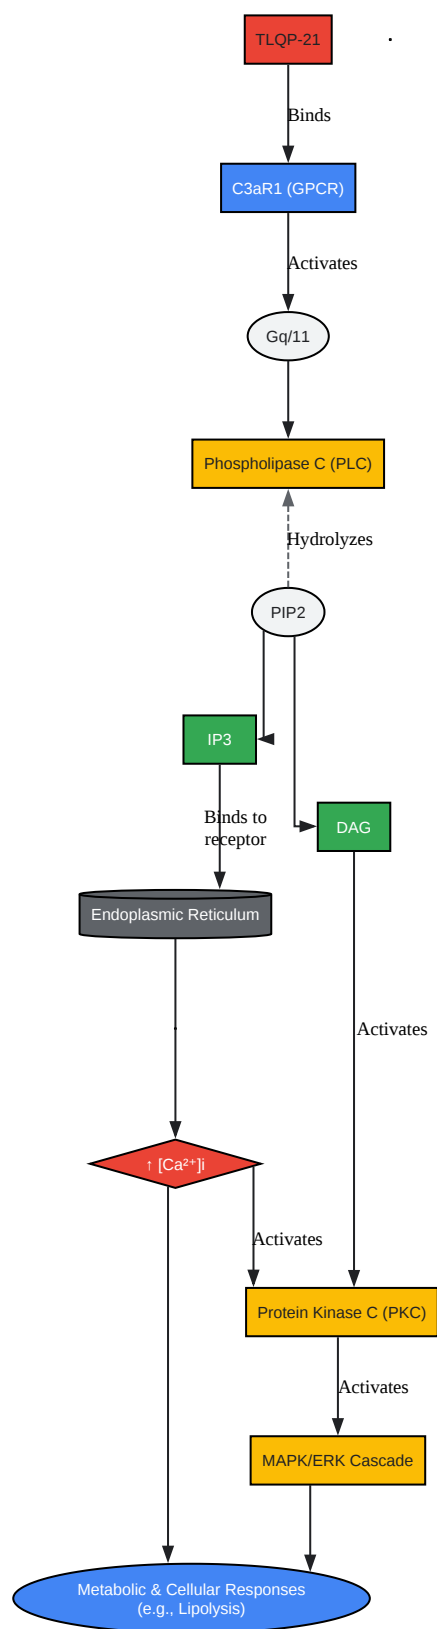 TLQP-21
Binds
C3aR1 (GPCR)
Activates
Gq/11
Phospholipase C (PLC)
Hydrolyzes
PIP2
IP3
Binds to
receptor
DAG
Endoplasmic Reticulum
Activates
↑ [Ca²⁺]i
Activates
Protein Kinase C (PKC)
Activates
MAPK/ERK Cascade
Metabolic & Cellular Responses
(e.g., Lipolysis)